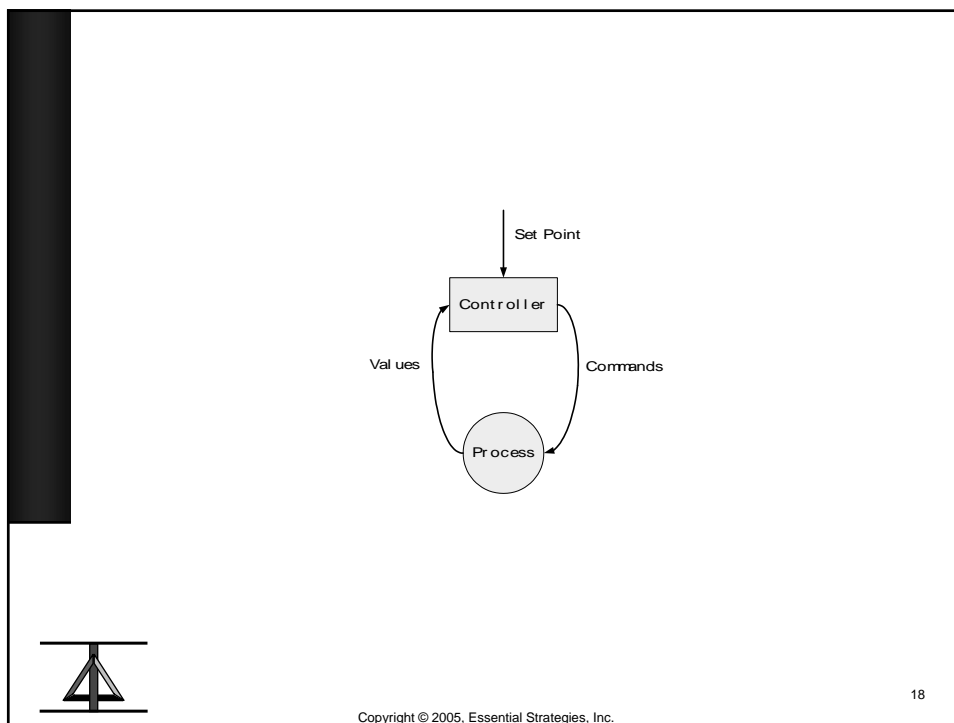 Set Point
Controller
Values
Commands
Process
18
Copyright © 2005, Essential Strategies, Inc.